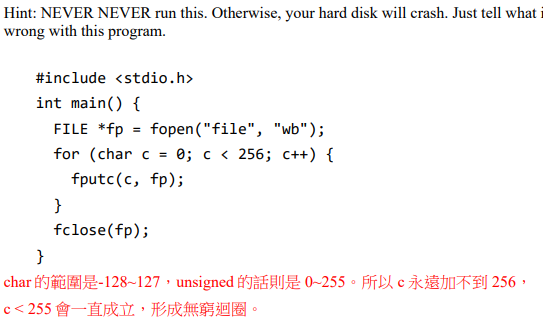 Hint: NEVER NEVER run this. Otherwise, your hard disk will crash. Just tell what i
wrong with this program.
#include <stdio.h>
int main() {
FILE *fp = fopen("file", "wb");
for (char c = 0; c < 256; c++) {
fputc(c, fp);
}
fclose(fp);
}
char 的範圍是-128~127，unsigned 的話則是 0~255。所以 c 永遠加不到 256，
c < 255 會一直成立，形成無窮迴圈。